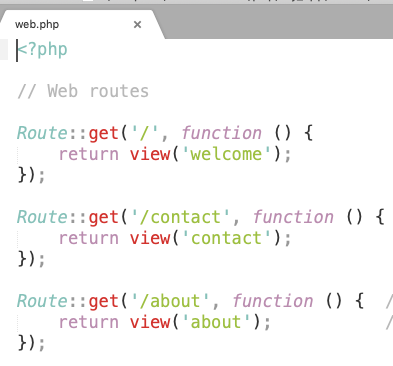 web.php ×
<?php
// Web routes
Route::get('/', function () {
    return view('welcome');
});
Route::get('/contact', function () {
    return view('contact');
});
Route::get('/about', function () {  /
    return view('about');           /
});